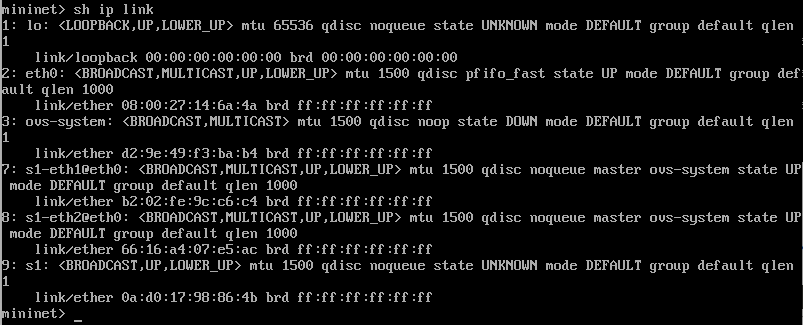 mininet> sh ip link
1: lo: <LOOPBACK,UP,LOWER_UP> mtu 65536 qdisc noqueue state UNKNOWN mode DEFAULT group default qlen
1
    link/loopback 00:00:00:00:00:00 brd 00:00:00:00:00:00
2: eth0: <BROADCAST,MULTICAST,UP,LOWER_UP> mtu 1500 qdisc pfifo_fast state UP mode DEFAULT group def
ault qlen 1000
    link/ether 08:00:27:14:6a:4a brd ff:ff:ff:ff:ff:ff
3: ovs-system: <BROADCAST,MULTICAST> mtu 1500 qdisc noop state DOWN mode DEFAULT group default qlen
1
    link/ether d2:9e:49:f3:ba:b4 brd ff:ff:ff:ff:ff:ff
7: s1-eth1@eth0: <BROADCAST,MULTICAST,UP,LOWER_UP> mtu 1500 qdisc noqueue master ovs-system state UP
 mode DEFAULT group default qlen 1000
    link/ether b2:02:fe:9c:c6:c4 brd ff:ff:ff:ff:ff:ff
8: s1-eth2@eth0: <BROADCAST,MULTICAST,UP,LOWER_UP> mtu 1500 qdisc noqueue master ovs-system state UP
 mode DEFAULT group default qlen 1000
    link/ether 66:16:a4:07:e5:ac brd ff:ff:ff:ff:ff:ff
9: s1: <BROADCAST,UP,LOWER_UP> mtu 1500 qdisc noqueue state UNKNOWN mode DEFAULT group default qlen
1
    link/ether 0a:d0:17:98:86:4b brd ff:ff:ff:ff:ff:ff
mininet> _